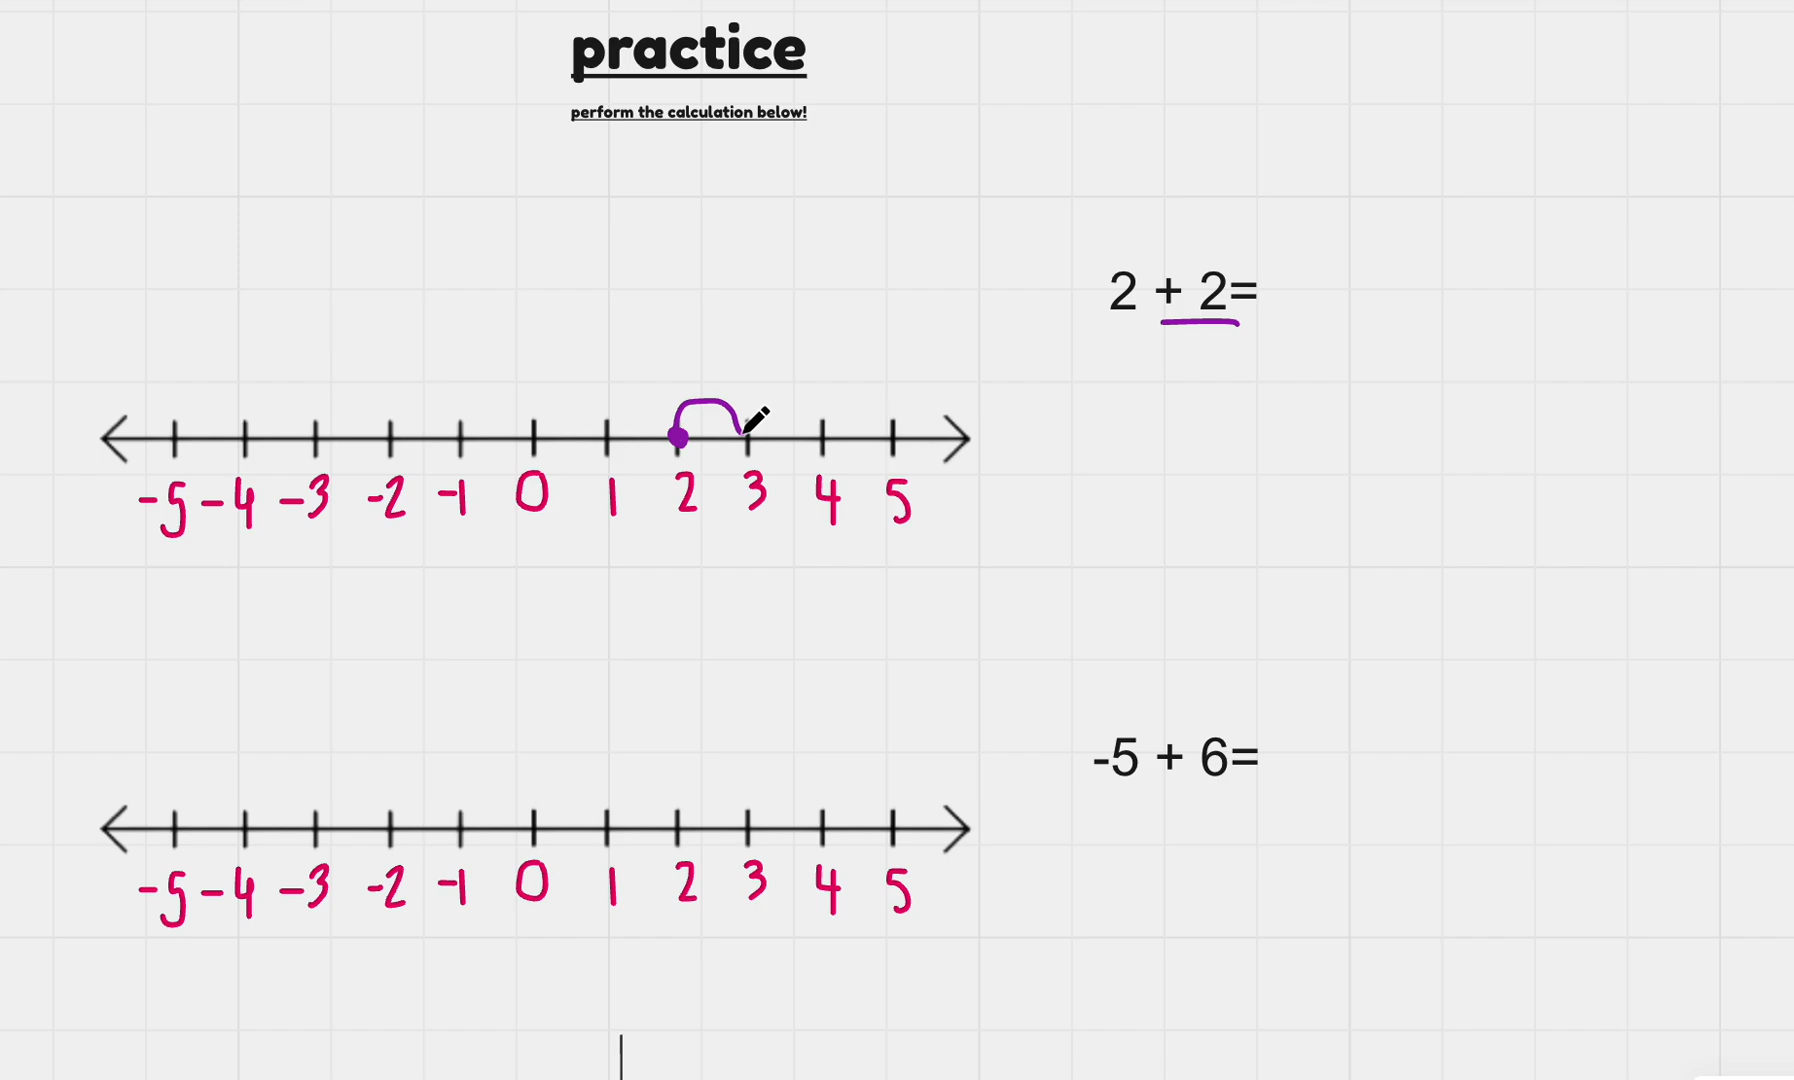 practice
perform the calculation below!
2 + 2=
-5 -4 -3 -2 -1 0 1 2 3 4 5
-5 + 6=
-5 -4 -3 -2 -1 0 1 2 3 4 5